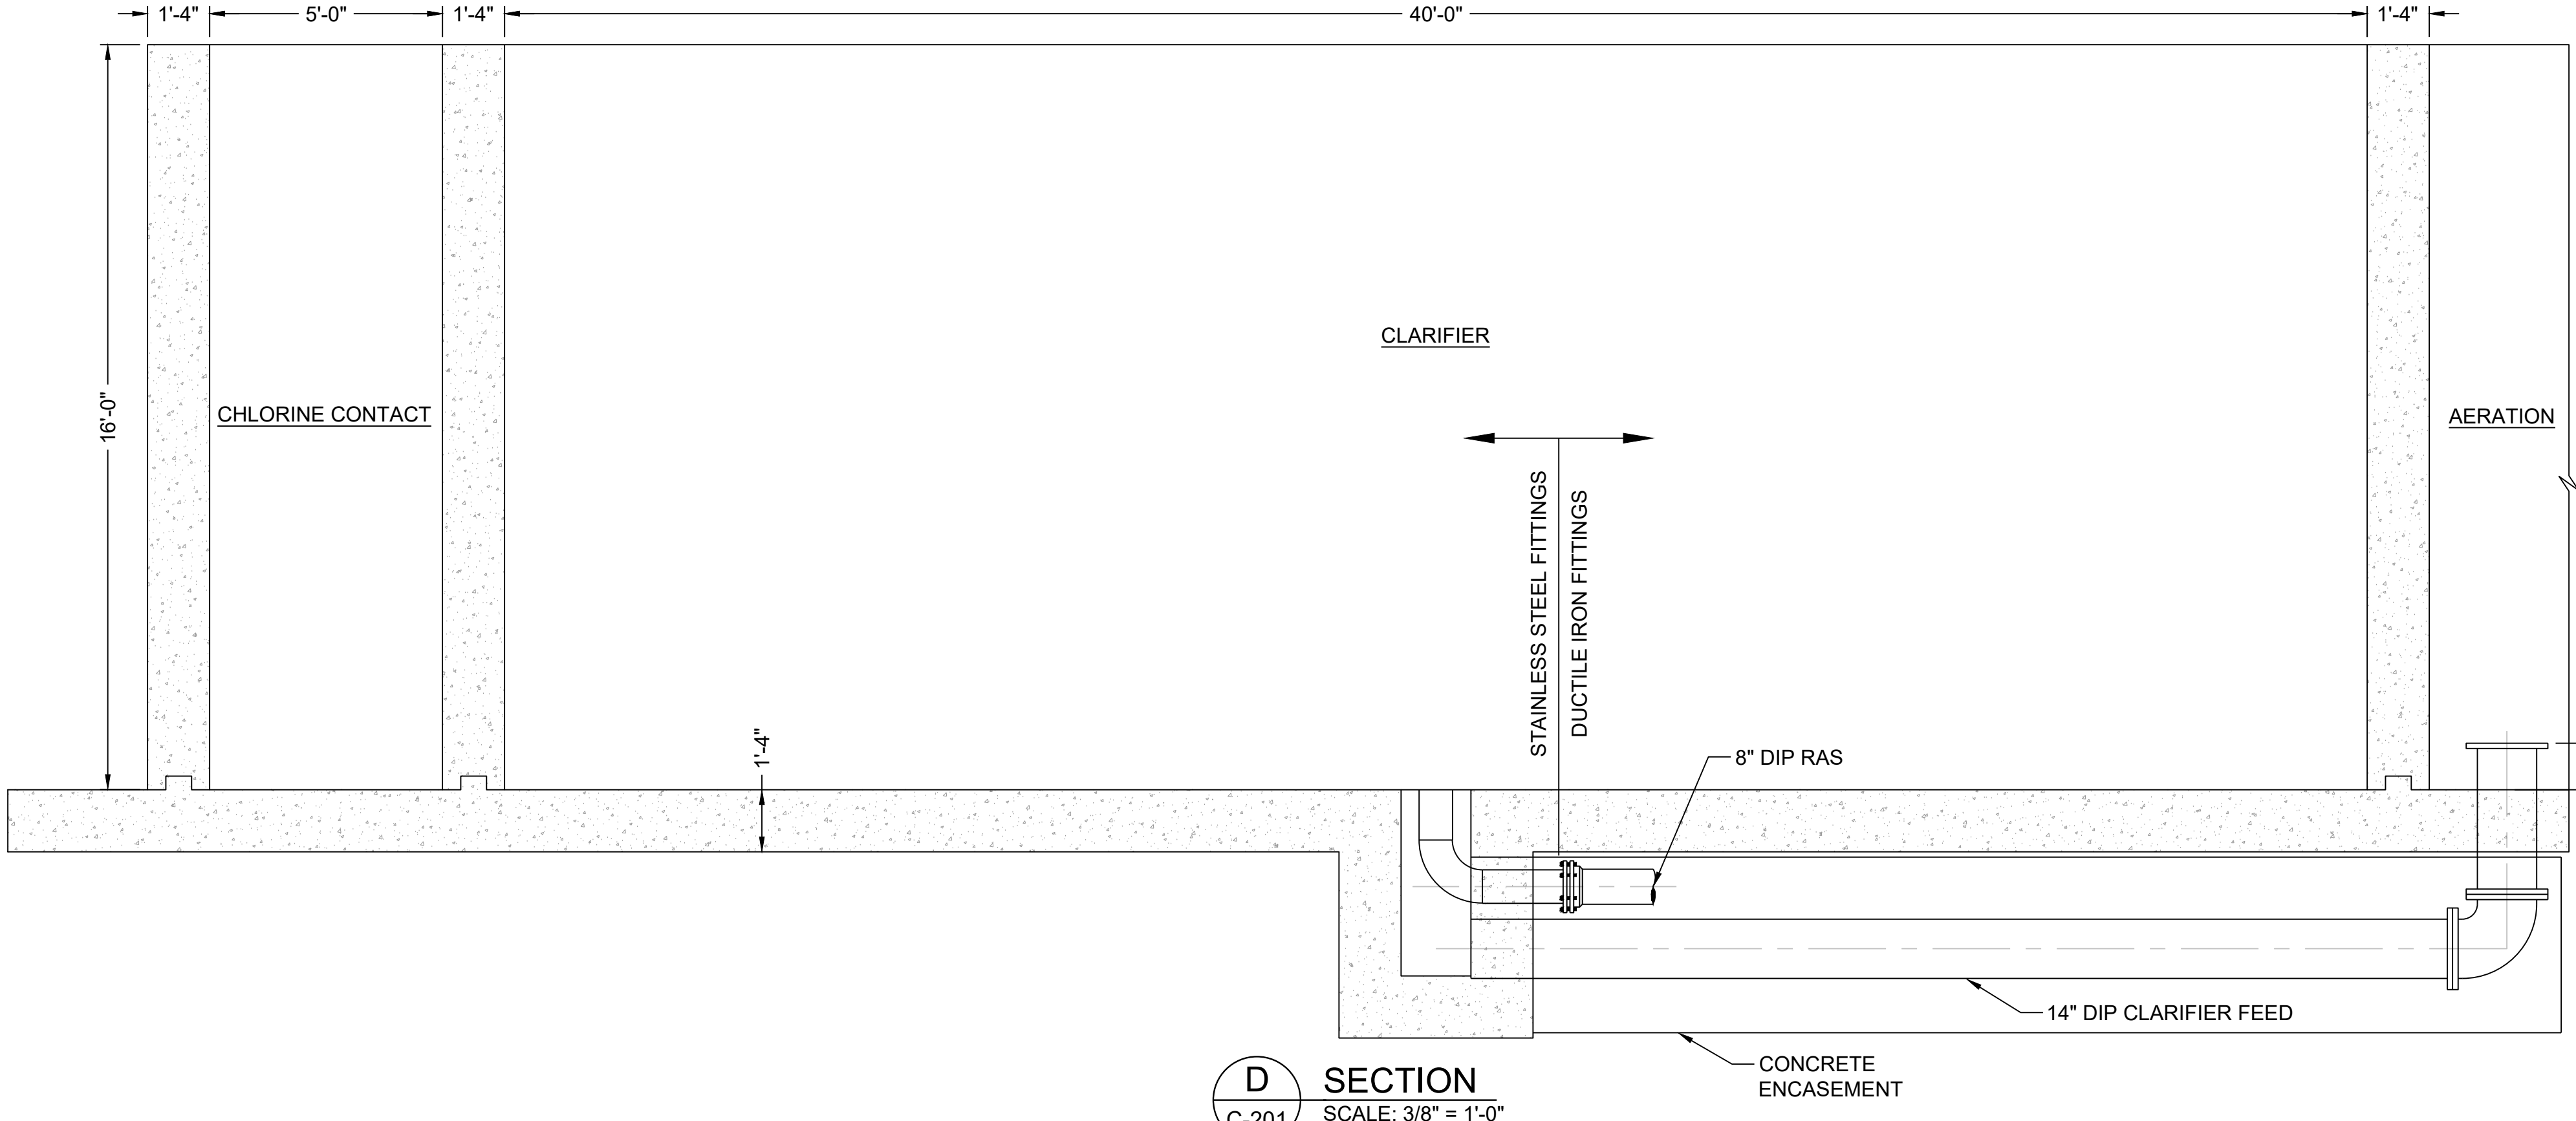 1'-4"
5'-0"
1'-4"
40'-0"
1'-4"
16'-0"
CHLORINE CONTACT
CLARIFIER
AERATION
STAINLESS STEEL FITTINGS
DUCTILE IRON FITTINGS
1'-4"
8" DIP RAS
14" DIP CLARIFIER FEED
CONCRETE
ENCASEMENT
D
C-201
SECTION
SCALE: 3/8" = 1'-0"